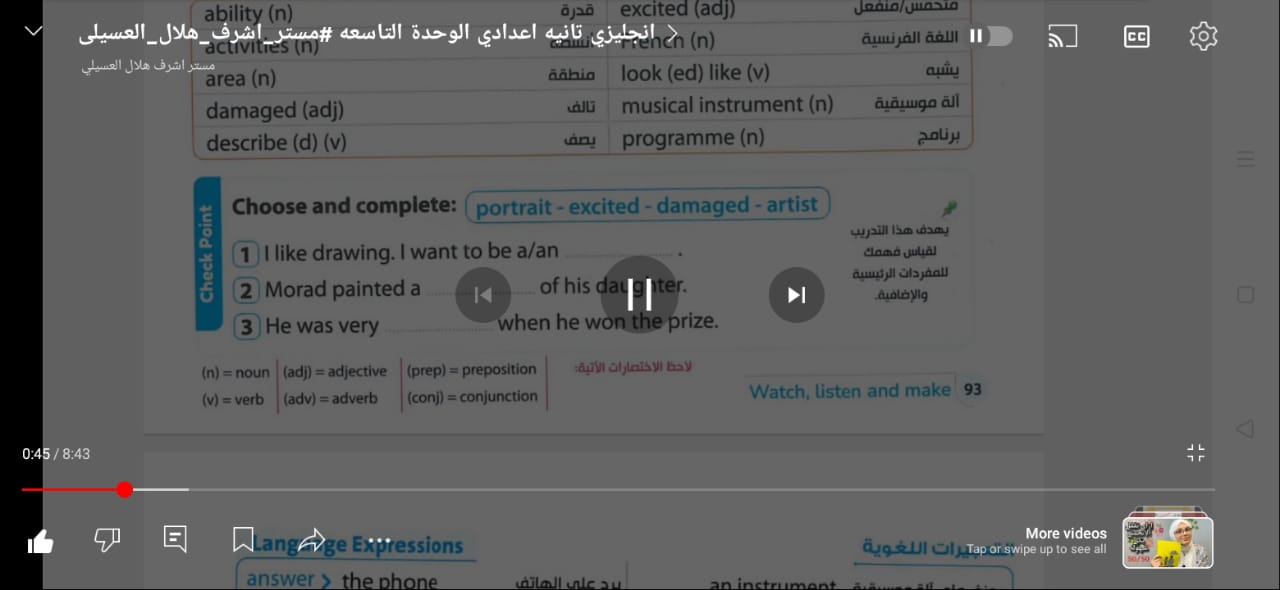 ability (n) قدرة excited (adj) متحمس/منفعل
انجليزي تانيه اعدادي الوحدة التاسعه #مستر_اشرف_هلال_العسيلى
activities (n) أنشطة French (n) اللغة الفرنسية
مستر اشرف هلال العسيلي
area (n) منطقة look (ed) like (v) يشبه
damaged (adj) تالف musical instrument (n) آلة موسيقية
describe (d) (v) يصف programme (n) برنامج
Check Point
Choose and complete: portrait - excited - damaged - artist
1 I like drawing. I want to be a/an .................... .
2 Morad painted a .................... of his daughter.
3 He was very .................... when he won the prize.
يهدف هذا التدريب
لقياس فهمك
للمفردات الرئيسية
والإضافية.
(n) = noun (adj) = adjective (prep) = preposition لاحظ الاختصارات الآتية:
(v) = verb (adv) = adverb (conj) = conjunction
Watch, listen and make 93
0:45 / 8:43
CC
More videos
Tap or swipe up to see all
50/50
Language Expressions التعبيرات اللغوية
answer > the phone يرد على الهاتف an instrument